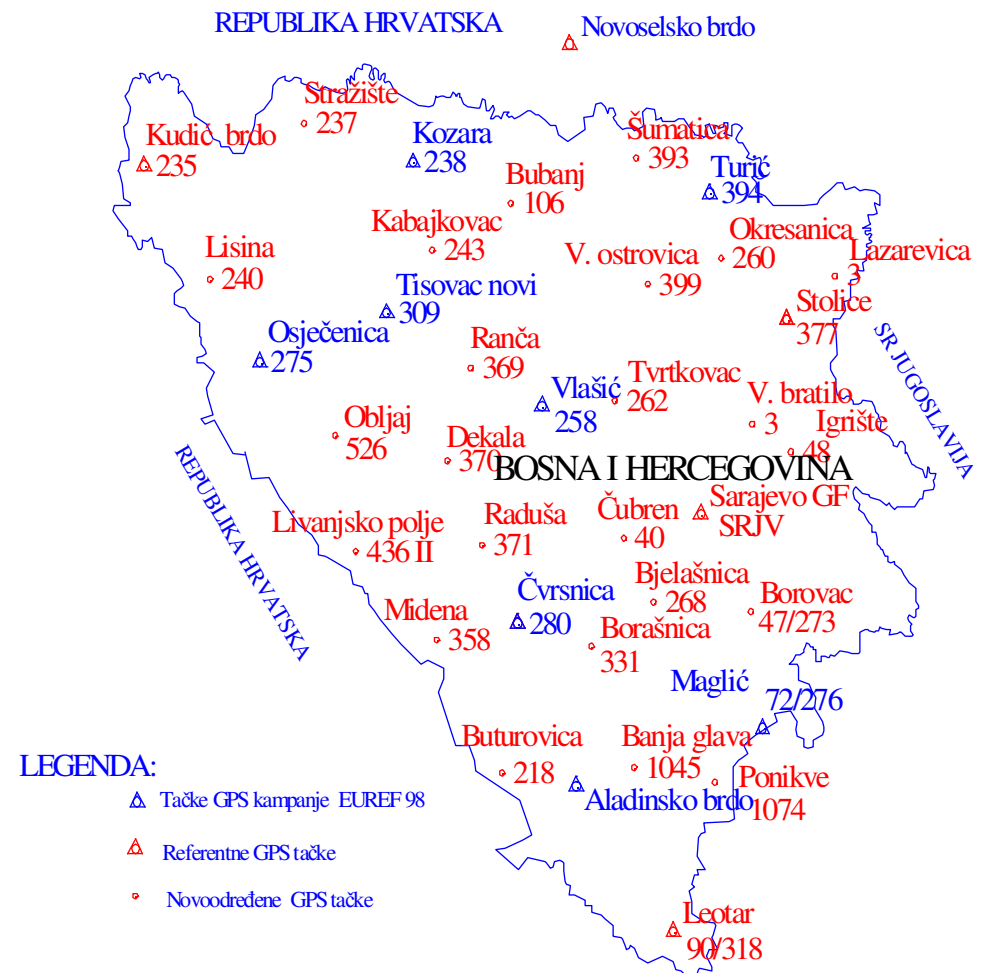 REPUBLIKA HRVATSKA
Novoselsko brdo
Stražište
237
Kudić brdo
235
Kozara
238
Šumatica
393
Turić
394
Bubanj
106
Kabajkovac
243
Lisina
240
V. ostrovica
399
Okresanica
260
Lazarevica
3
Tisovac novi
309
Stolice
377
Osječenica
275
Ranča
369
SR JUGOSLAVIJA
Vlašić
258
Tvrtkovac
262
V. bratilo
3
Igrište
48
Obljaj
526
Dekala
370
BOSNA I HERCEGOVINA
REPUBLIKA HRVATSKA
Sarajevo GF
SRJV
Čubren
40
Raduša
371
Livanjsko polje
436 II
Bjelašnica
268
Čvrsnica
280
Borovac
47/273
Midena
358
Borašnica
331
Maglić
72/276
Buturovica
218
Banja glava
1045
Ponikve
1074
Aladinsko brdo
LEGENDA:
Tačke GPS kampanje EUREF 98
Referentne GPS tačke
Novoodređene GPS tačke
Leotar
90/318